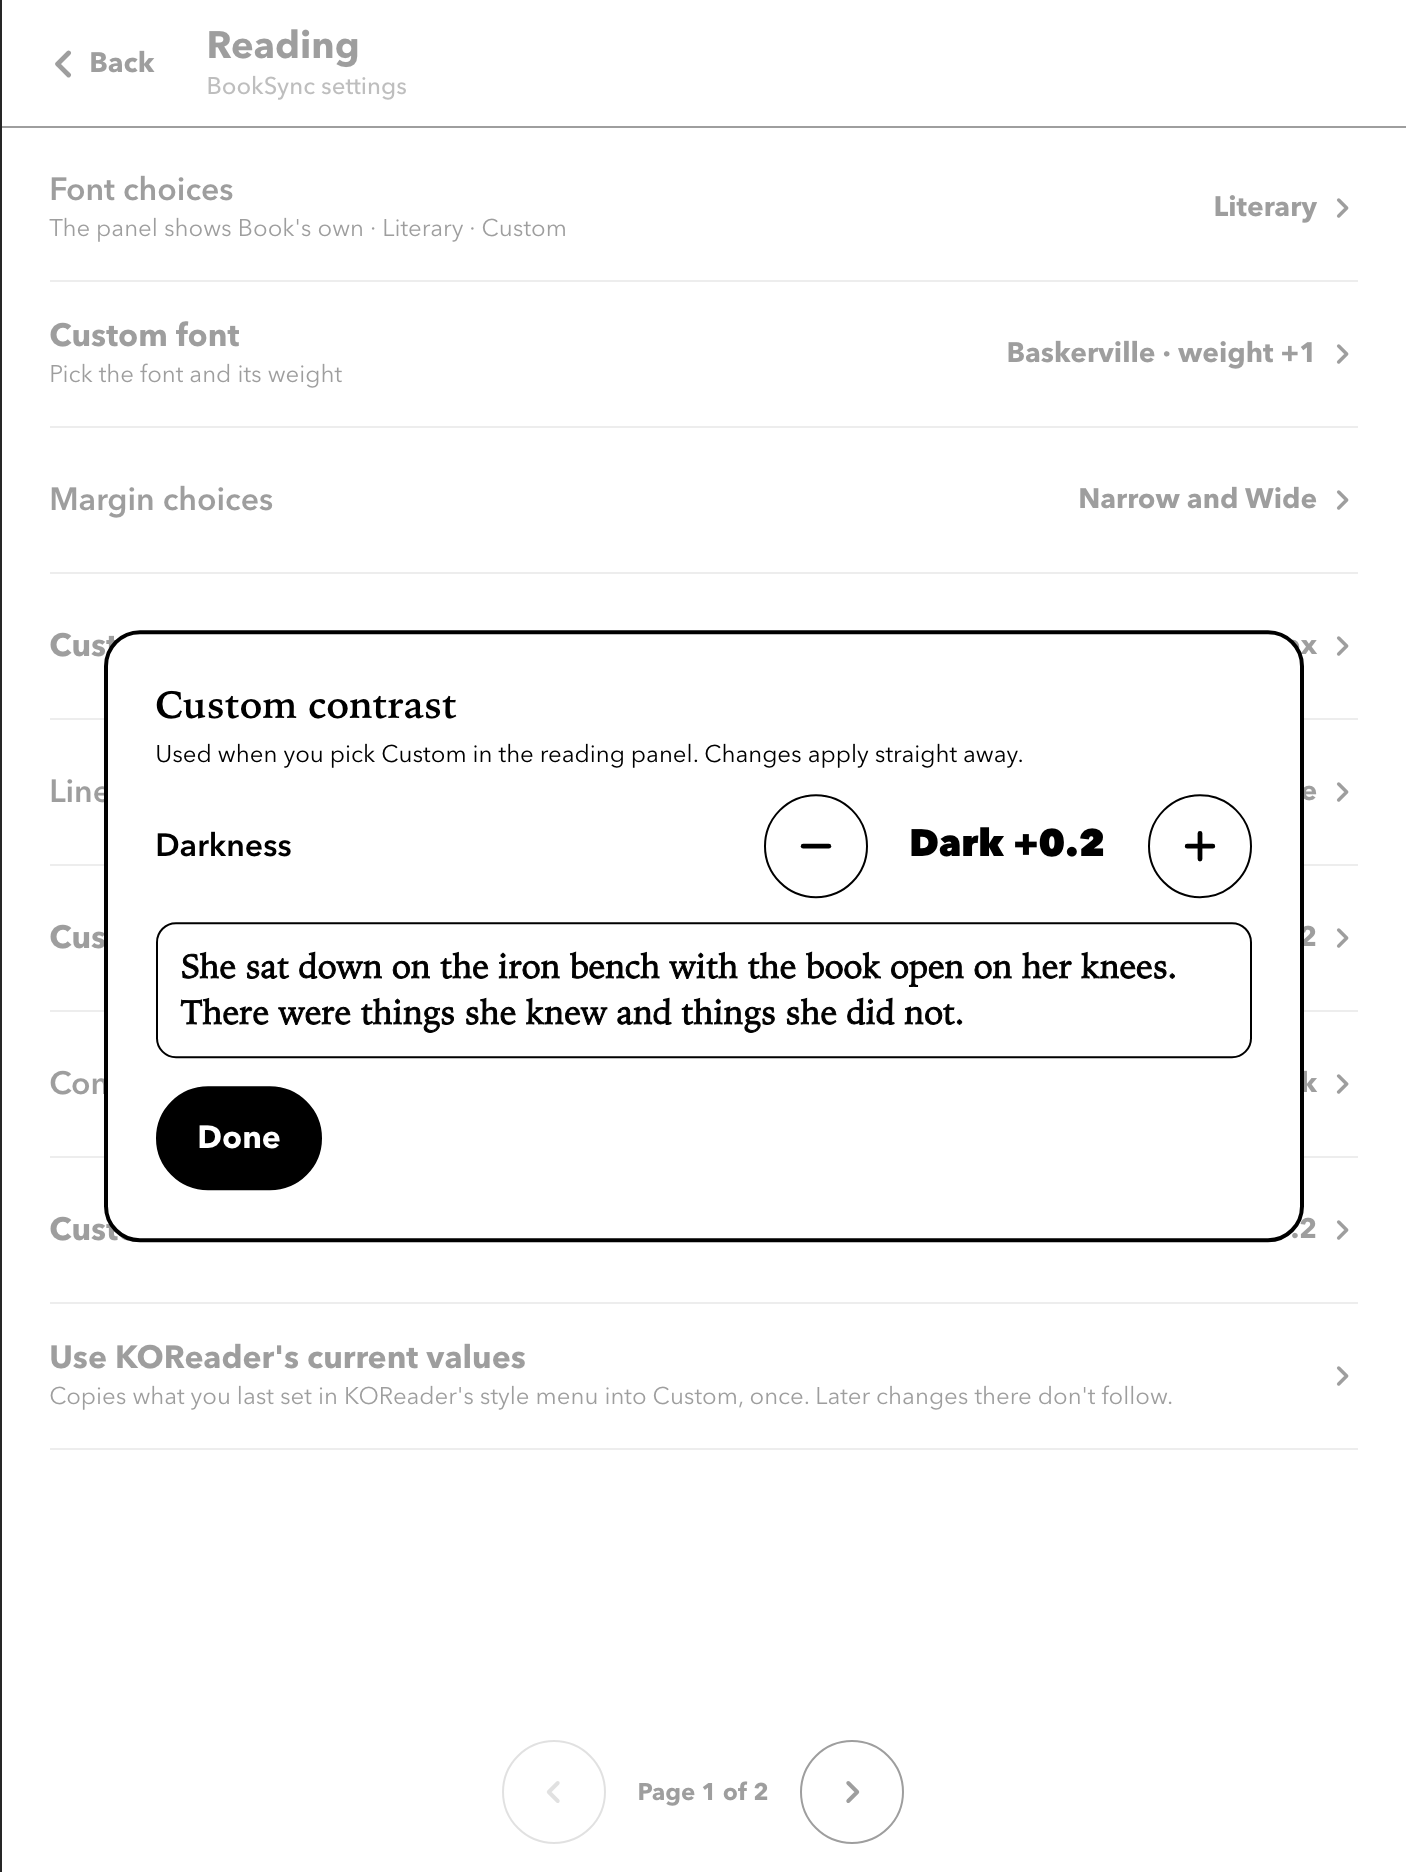 Back
Reading
BookSync settings
Font choices
The panel shows Book's own · Literary · Custom
Literary
Custom font
Pick the font and its weight
Baskerville · weight +1
Margin choices
Narrow and Wide
Custom contrast
Used when you pick Custom in the reading panel. Changes apply straight away.
Darkness
− Dark +0.2 +
She sat down on the iron bench with the book open on her knees.
There were things she knew and things she did not.
Done
Use KOReader's current values
Copies what you last set in KOReader's style menu into Custom, once. Later changes there don't follow.
Page 1 of 2